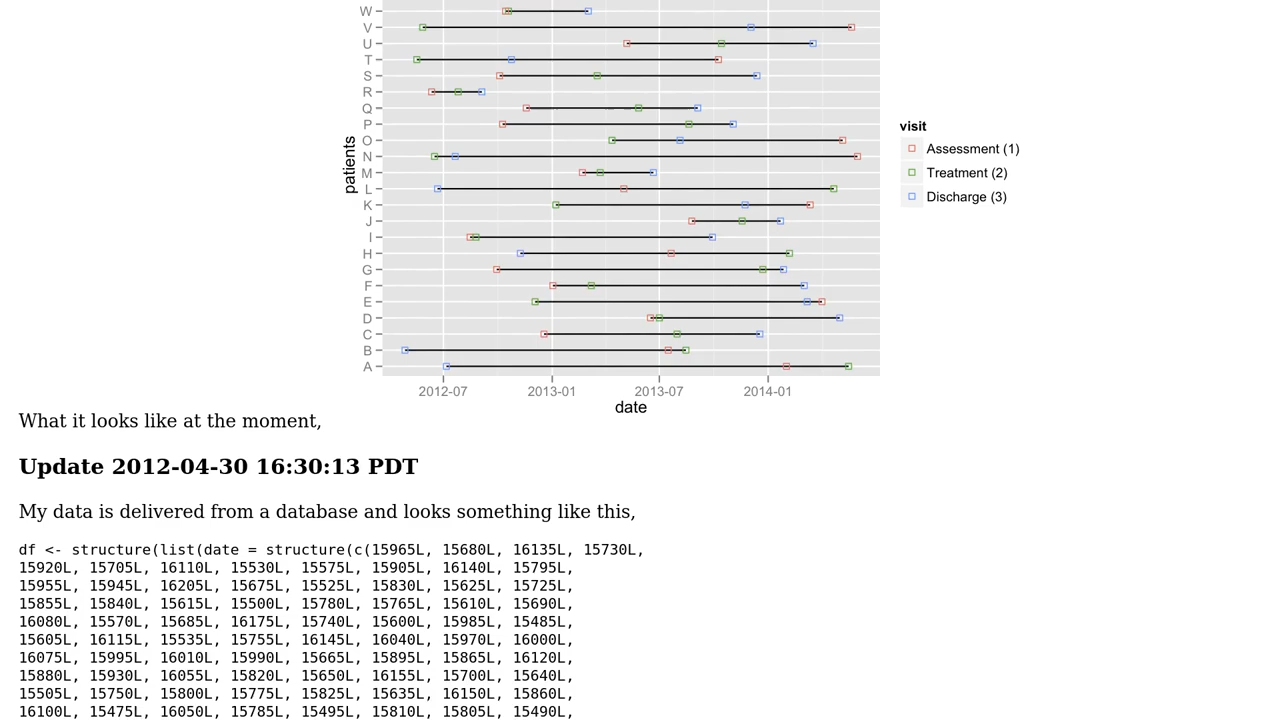 W
V
U
T
S
R
Q
P
O
N
M
L
K
J
I
H
G
F
E
D
C
B
A
patients
2012-07 2013-01 2013-07 2014-01
date
visit
Assessment (1)
Treatment (2)
Discharge (3)
What it looks like at the moment,
Update 2012-04-30 16:30:13 PDT
My data is delivered from a database and looks something like this,
df <- structure(list(date = structure(c(15965L, 15680L, 16135L, 15730L,
15920L, 15705L, 16110L, 15530L, 15575L, 15905L, 16140L, 15795L,
15955L, 15945L, 16205L, 15675L, 15525L, 15830L, 15625L, 15725L,
15855L, 15840L, 15615L, 15500L, 15780L, 15765L, 15610L, 15690L,
16080L, 15570L, 15685L, 16175L, 15740L, 15600L, 15985L, 15485L,
15605L, 16115L, 15535L, 15755L, 16145L, 16040L, 15970L, 16000L,
16075L, 15995L, 16010L, 15990L, 15665L, 15895L, 15865L, 16120L,
15880L, 15930L, 16055L, 15820L, 15650L, 16155L, 15700L, 15640L,
15505L, 15750L, 15800L, 15775L, 15825L, 15635L, 16150L, 15860L,
16100L, 15475L, 16050L, 15785L, 15495L, 15810L, 15805L, 15490L,